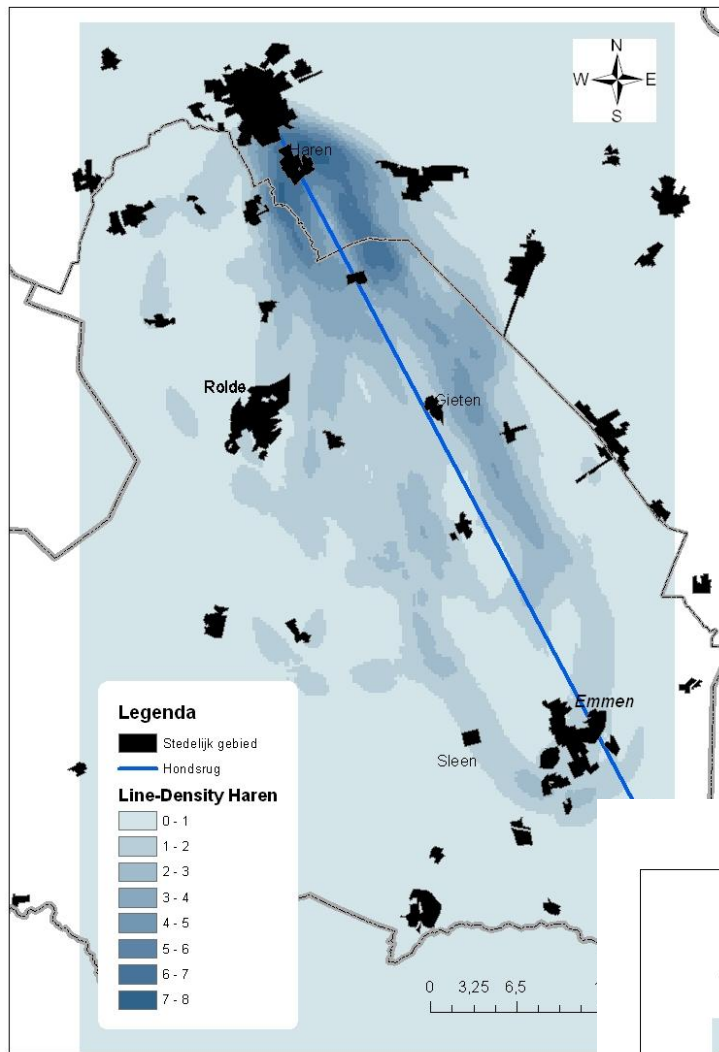 N
W E
S
Haren
Rolde
Gieten
Emmen
Sleen
Legenda
Stedelijk gebied
Hondsrug
Line-Density Haren
0 - 1
1 - 2
2 - 3
3 - 4
4 - 5
5 - 6
6 - 7
7 - 8
0 3,25 6,5